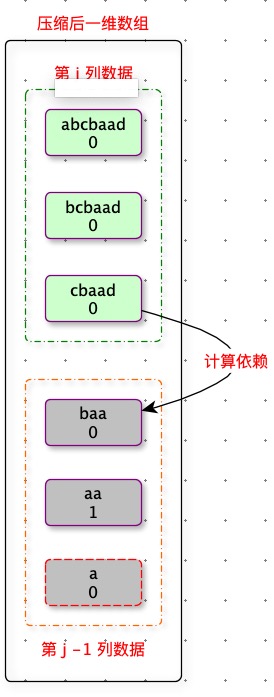 压缩后一维数组
第 j 列数据
abcbaad
0
bcbaad
0
cbaad
0
计算依赖
baa
0
aa
1
a
0
第 j -1 列数据